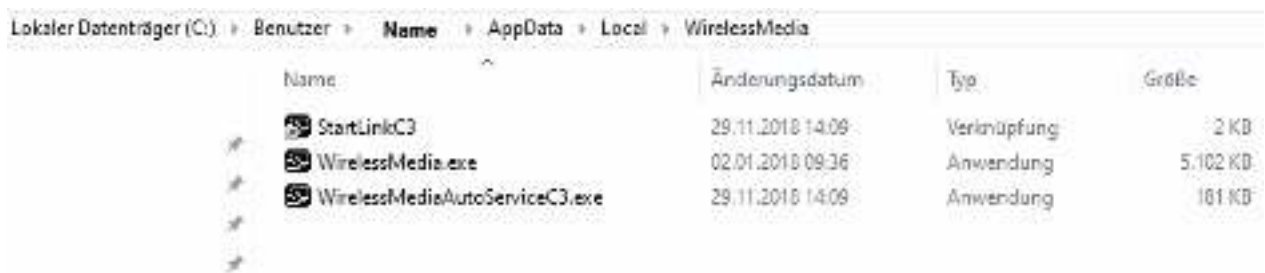 Lokaler Datenträger (C:) › Benutzer › Name › AppData › Local › WirelessMedia
Name Änderungsdatum Typ Größe
StartLinkC3 29.11.2018 14:09 Verknüpfung 2 KB
WirelessMedia.exe 02.01.2018 09:36 Anwendung 5.102 KB
WirelessMediaAutoServiceC3.exe 29.11.2018 14:09 Anwendung 181 KB